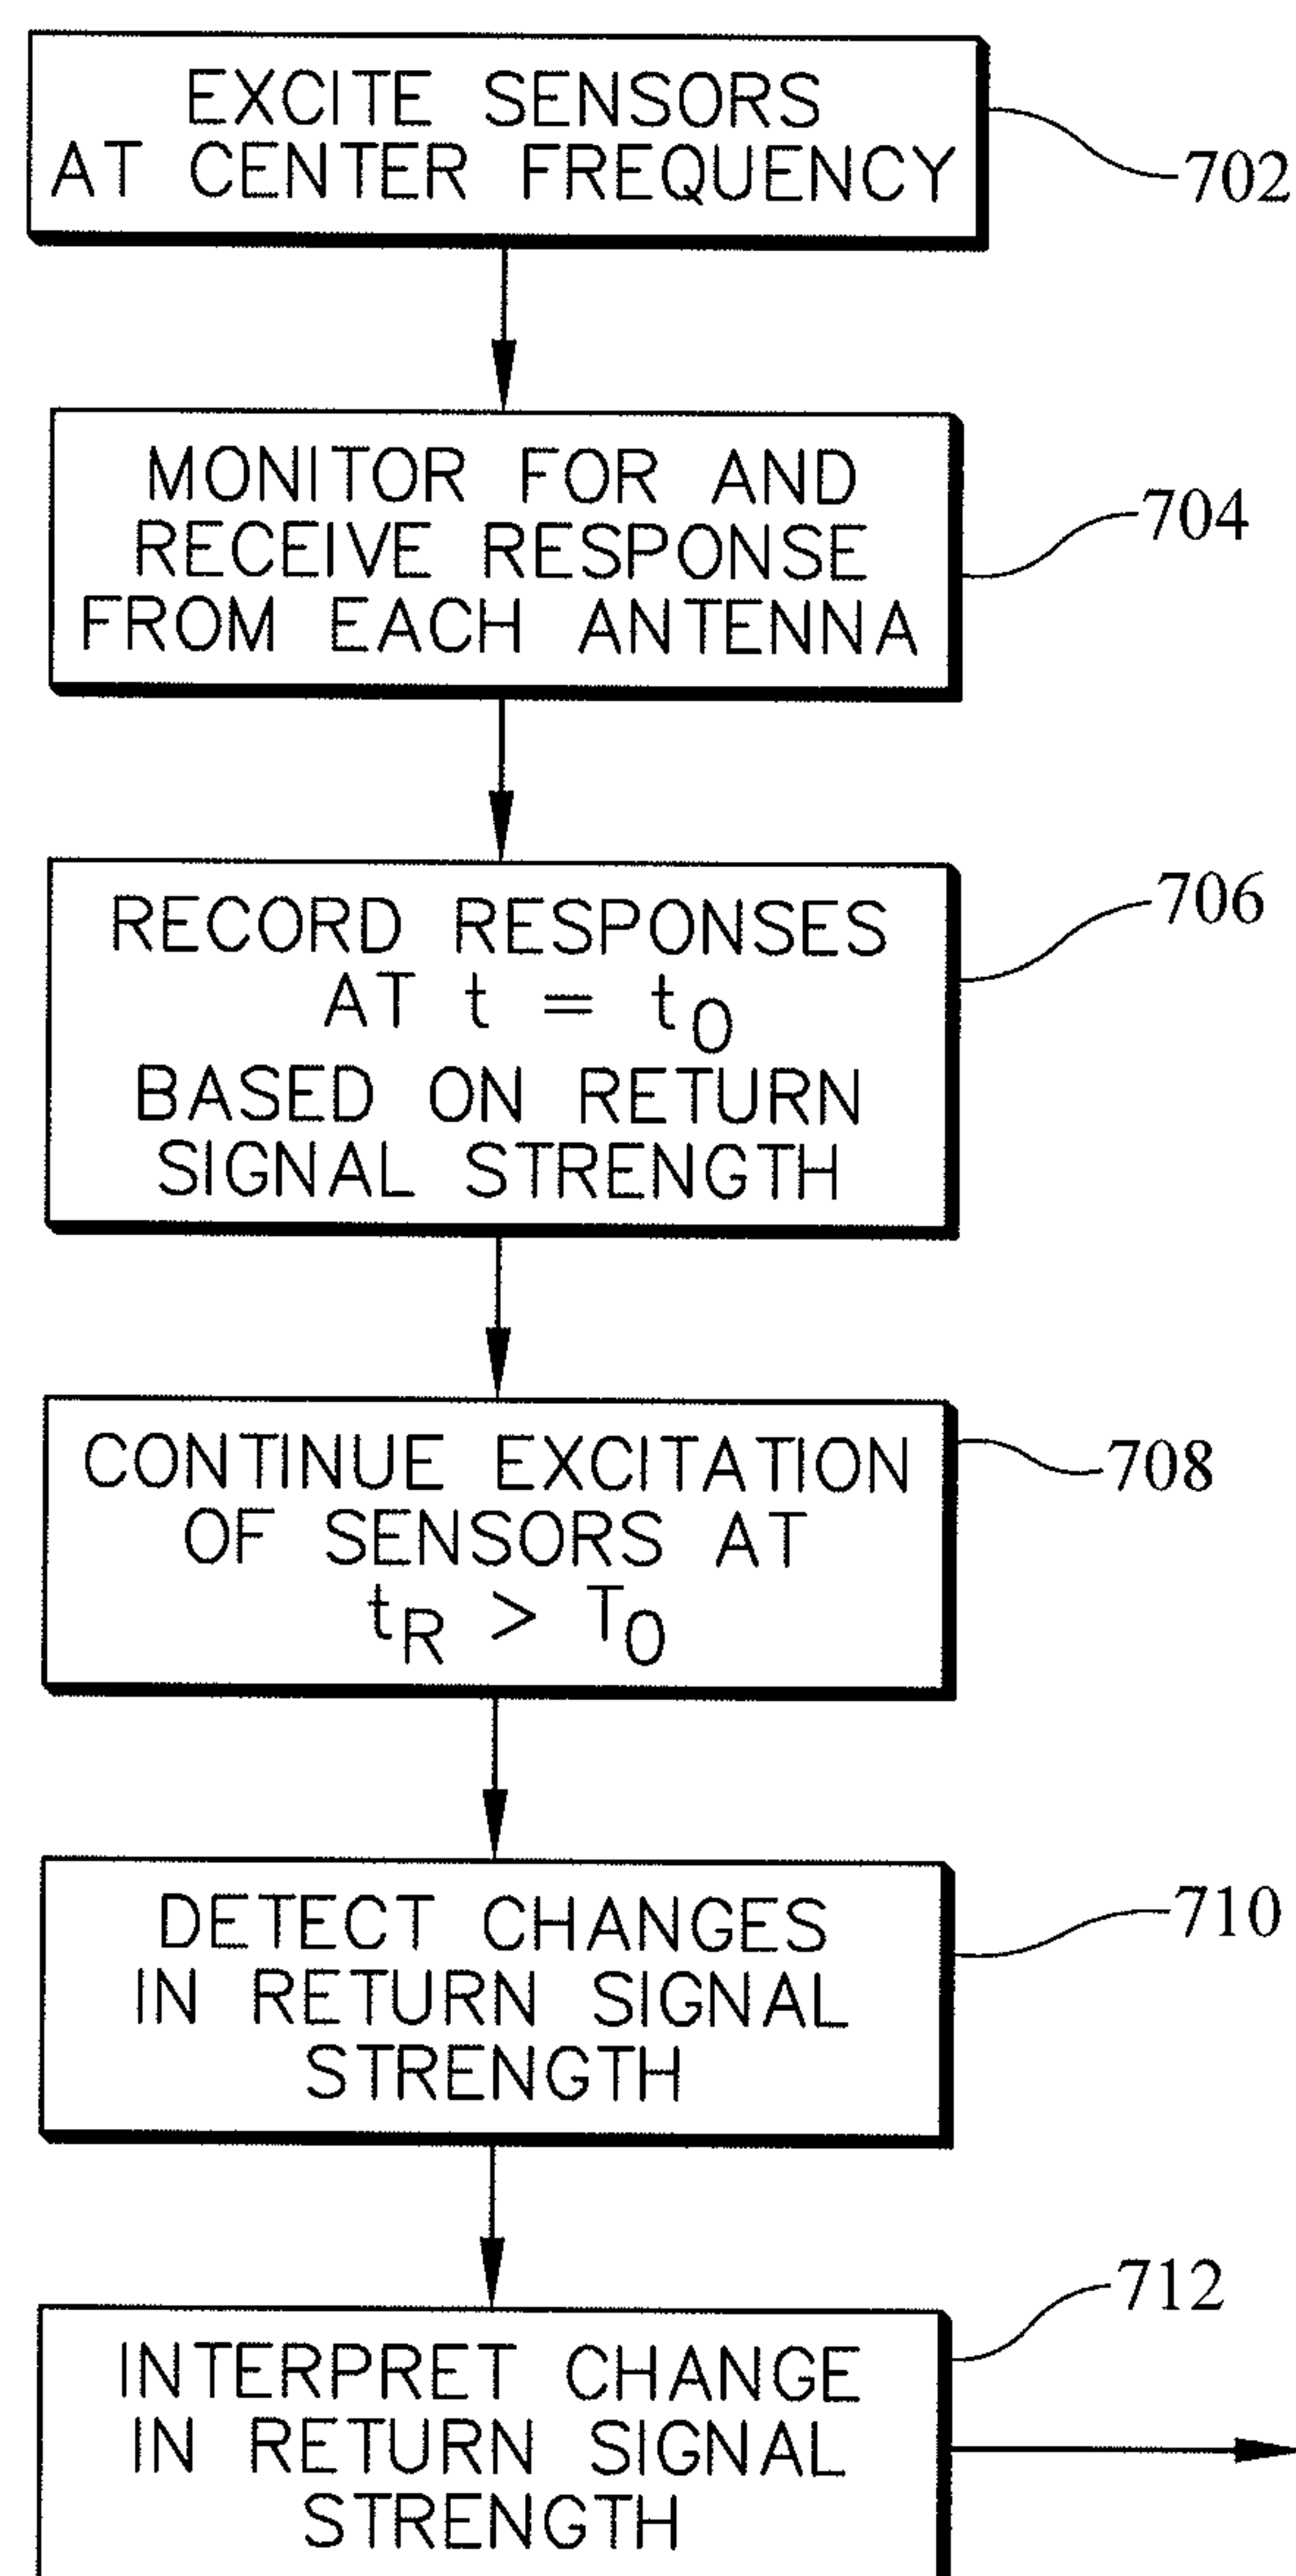 EXCITE SENSORS
AT CENTER FREQUENCY
702
MONITOR FOR AND
RECEIVE RESPONSE
FROM EACH ANTENNA
704
RECORD RESPONSES
AT t = t₀
BASED ON RETURN
SIGNAL STRENGTH
706
CONTINUE EXCITATION
OF SENSORS AT
t_R > T₀
708
DETECT CHANGES
IN RETURN SIGNAL
STRENGTH
710
INTERPRET CHANGE
IN RETURN SIGNAL
STRENGTH
712